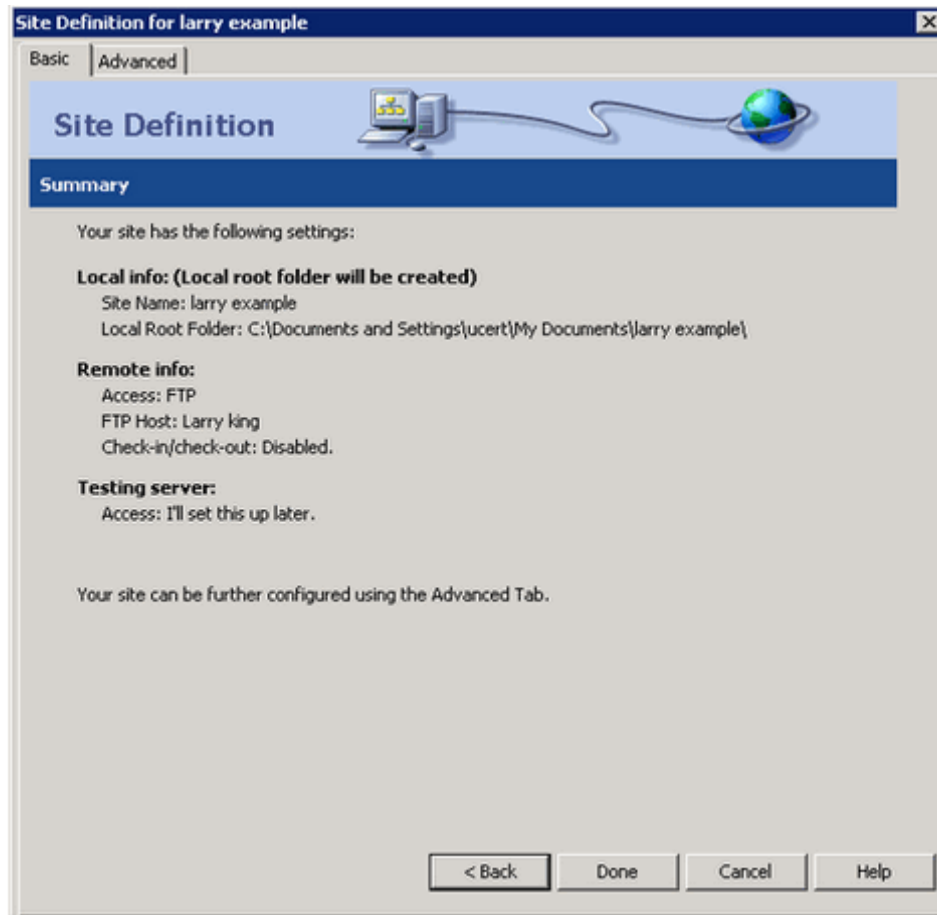 Site Definition for larry example
Basic
Advanced
Site Definition
Summary
Your site has the following settings:
Local info: (Local root folder will be created)
Site Name: larry example
Local Root Folder: C:\Documents and Settings\ucert\My Documents\larry example\
Remote info:
Access: FTP
FTP Host: Larry king
Check-in/check-out: Disabled.
Testing server:
Access: I'll set this up later.
Your site can be further configured using the Advanced Tab.
< Back
Done
Cancel
Help